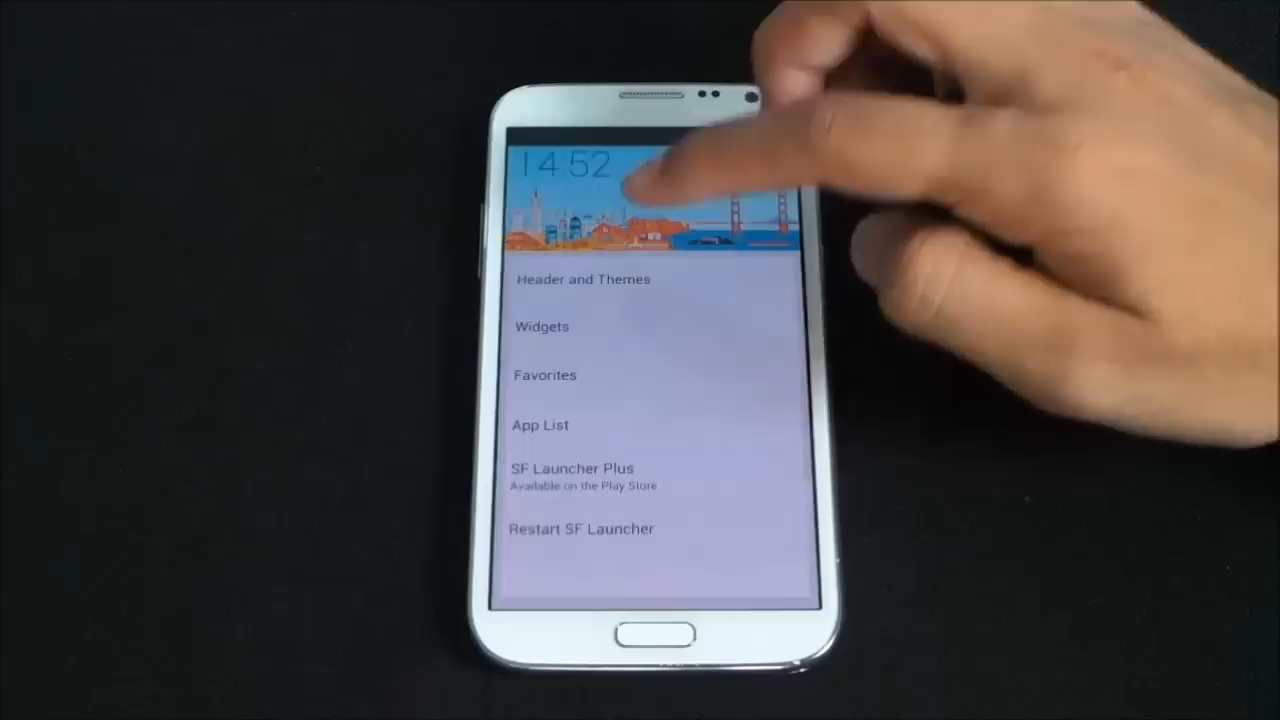 14:52
Header and Themes
Widgets
Favorites
App List
SF Launcher Plus
Available on the Play Store
Restart SF Launcher